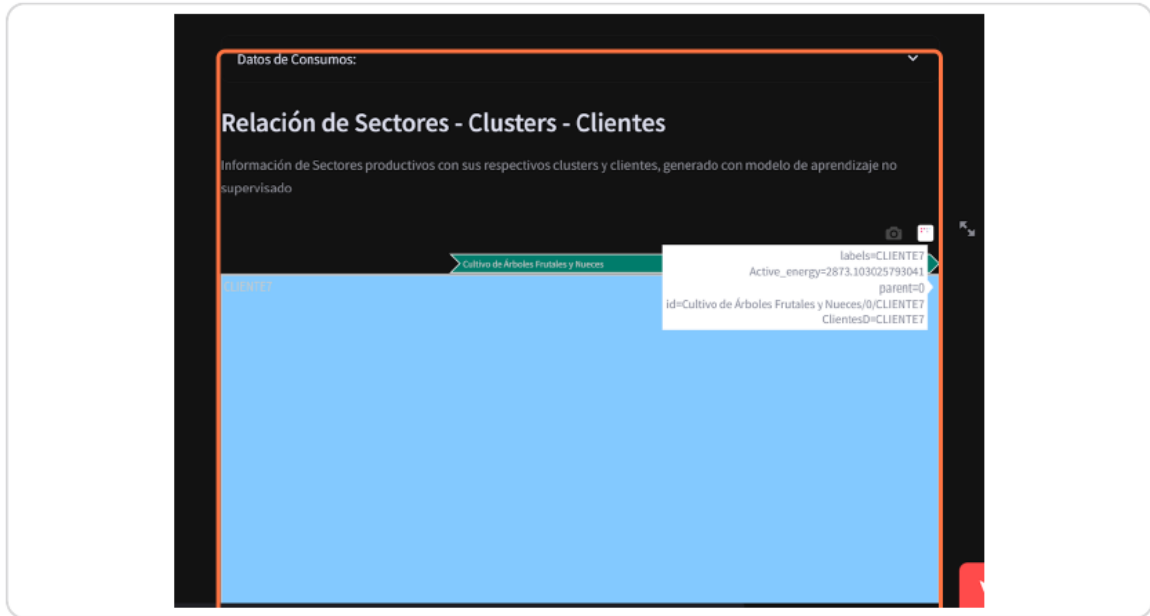 Datos de Consumos:
Relación de Sectores - Clusters - Clientes
Información de Sectores productivos con sus respectivos clusters y clientes, generado con modelo de aprendizaje no
supervisado
labels=CLIENTE7
Cultivo de Árboles Frutales y Nueces
Active_energy=2873.103025793041
parent=0
CLIENTE7
id=Cultivo de Árboles Frutales y Nueces/0/CLIENTE7
ClientesD=CLIENTE7